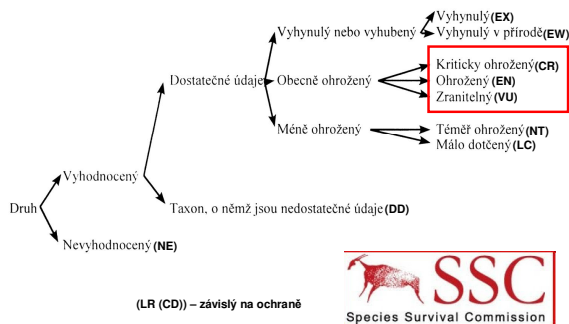 Vyhynulý (EX)
Vyhynulý nebo vyhubený
Vyhynulý v přírodě (EW)
Kriticky ohrožený (CR)
Dostatečné údaje
Obecně ohrožený
Ohrožený (EN)
Zranitelný (VU)
Méně ohrožený
Téměř ohrožený (NT)
Málo dotčený (LC)
Vyhodnocený
Druh
Taxon, o němž jsou nedostatečné údaje (DD)
Nevyhodnocený (NE)
(LR (CD)) – závislý na ochraně
SSC
Species Survival Commission